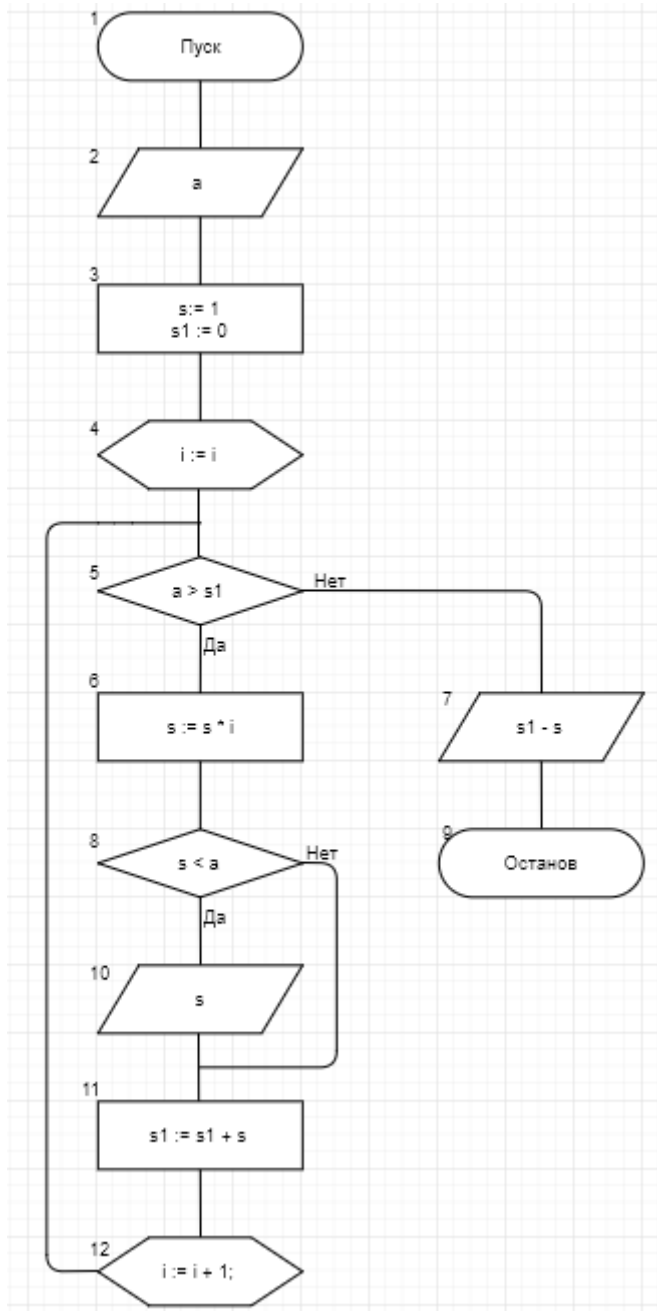 1
Пуск
2
a
3
s:= 1
s1 := 0
4
i := i
5
a > s1
Нет
Да
6
s := s * i
7
s1 - s
8
s < a
Нет
Да
9
Останов
10
s
11
s1 := s1 + s
12
i := i + 1;